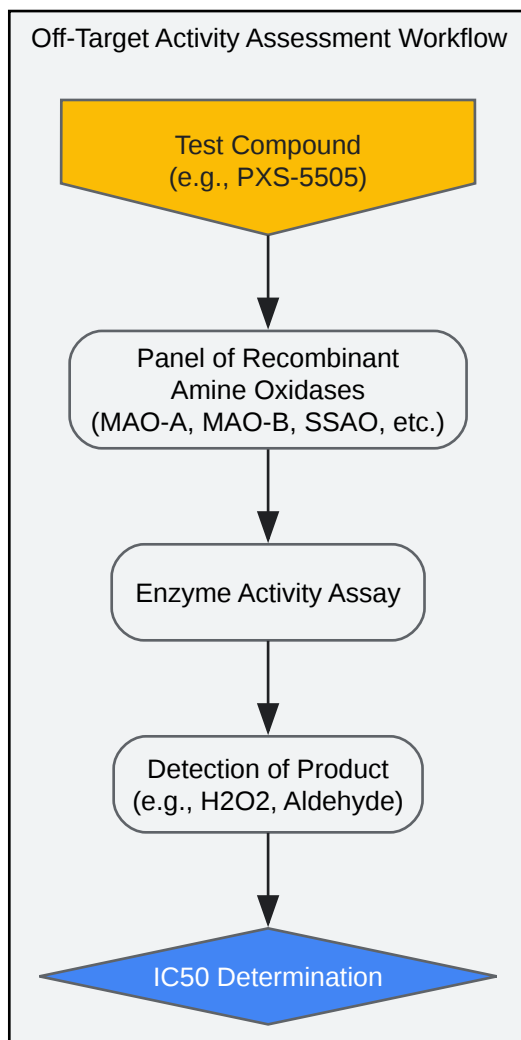 Off-Target Activity Assessment Workflow
Test Compound
(e.g., PXS-5505)
Panel of Recombinant
Amine Oxidases
(MAO-A, MAO-B, SSAO, etc.)
Enzyme Activity Assay
Detection of Product
(e.g., H2O2, Aldehyde)
IC50 Determination